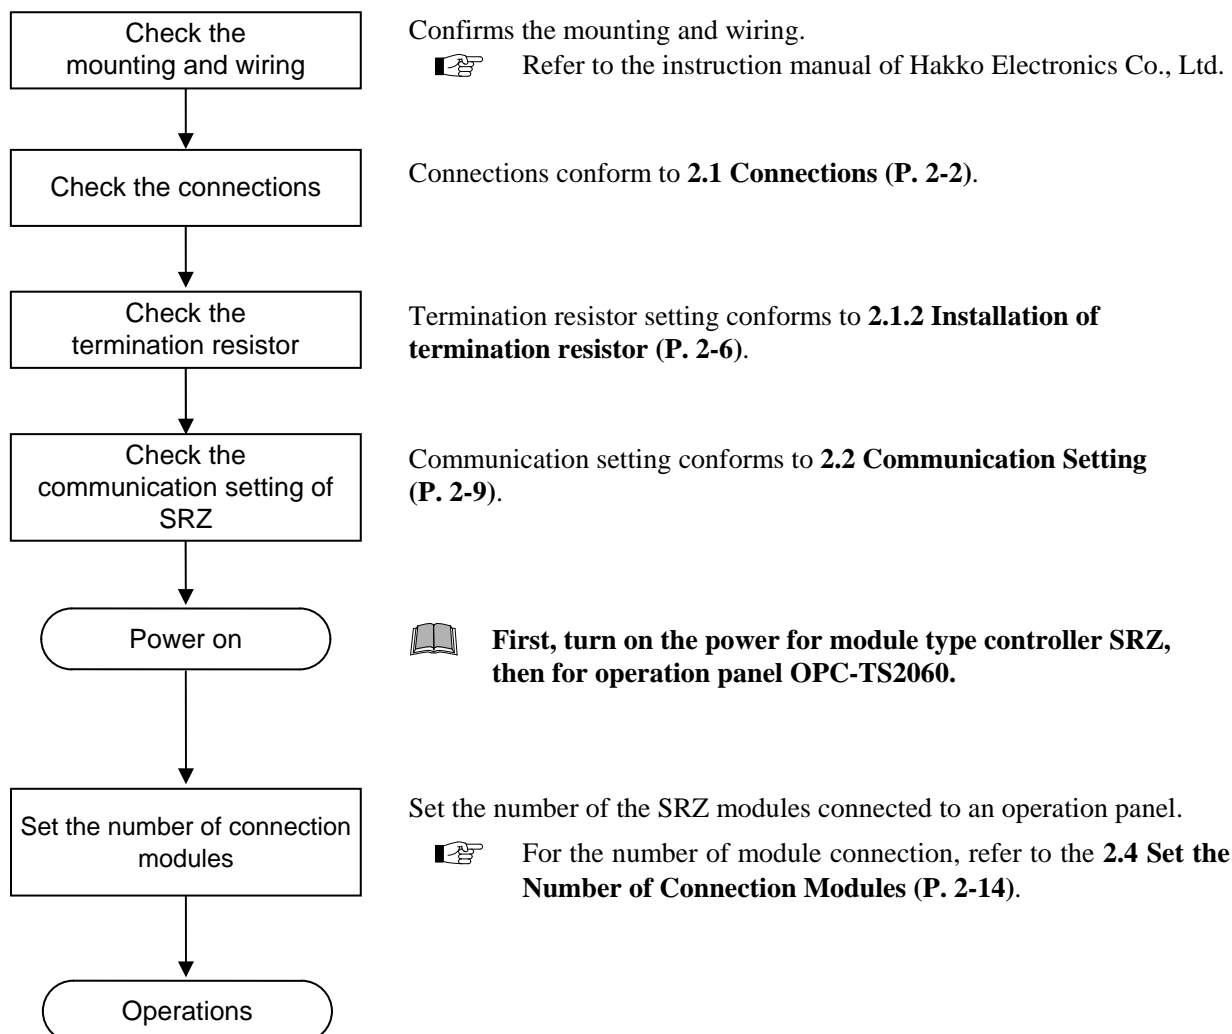 Check the
mounting and wiring
Confirms the mounting and wiring.
Refer to the instruction manual of Hakko Electronics Co., Ltd.
Check the connections
Connections conform to 2.1 Connections (P. 2-2).
Check the
termination resistor
Termination resistor setting conforms to 2.1.2 Installation of
termination resistor (P. 2-6).
Check the
communication setting of
SRZ
Communication setting conforms to 2.2 Communication Setting
(P. 2-9).
Power on
First, turn on the power for module type controller SRZ,
then for operation panel OPC-TS2060.
Set the number of connection
modules
Set the number of the SRZ modules connected to an operation panel.
For the number of module connection, refer to the 2.4 Set the
Number of Connection Modules (P. 2-14).
Operations